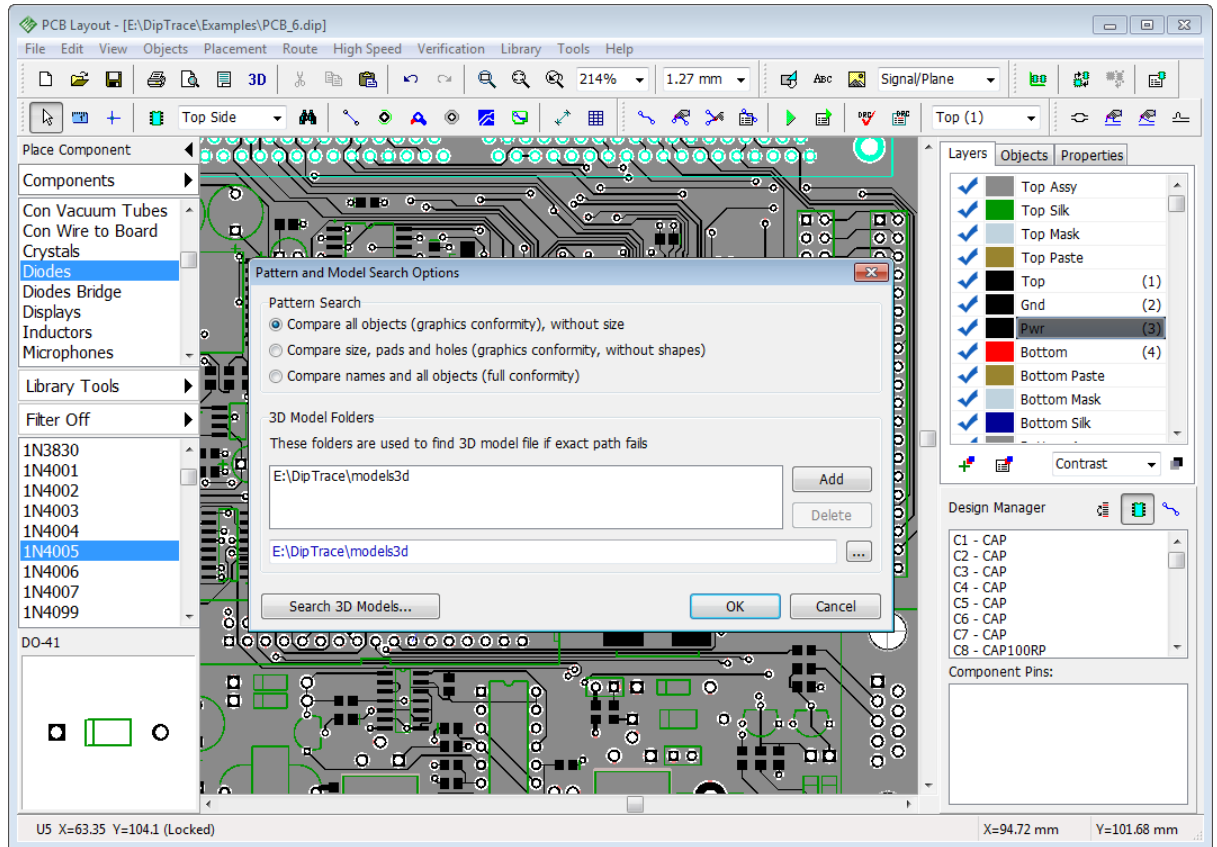 PCB Layout - [E:\DipTrace\Examples\PCB_6.dip]
File Edit View Objects Placement Route High Speed Verification Library Tools Help
3D 214% 1.27 mm ABC Signal/Plane
Top Side DRC DRC Top (1)
Place Component
Components
Con Vacuum Tubes
Con Wire to Board
Crystals
Diodes
Diodes Bridge
Displays
Inductors
Microphones
Library Tools
Filter Off
1N3830
1N4001
1N4002
1N4003
1N4004
1N4005
1N4006
1N4007
1N4099
DO-41
Pattern and Model Search Options
Pattern Search
Compare all objects (graphics conformity), without size
Compare size, pads and holes (graphics conformity, without shapes)
Compare names and all objects (full conformity)
3D Model Folders
These folders are used to find 3D model file if exact path fails
E:\DipTrace\models3d
Add
Delete
E:\DipTrace\models3d
...
Search 3D Models...
OK
Cancel
Layers Objects Properties
Top Assy
Top Silk
Top Mask
Top Paste
Top (1)
Gnd (2)
Pwr (3)
Bottom (4)
Bottom Paste
Bottom Mask
Bottom Silk
Contrast
Design Manager
C1 - CAP
C2 - CAP
C3 - CAP
C4 - CAP
C5 - CAP
C6 - CAP
C7 - CAP
C8 - CAP100RP
Component Pins:
U5 X=63.35 Y=104.1 (Locked)
X=94.72 mm Y=101.68 mm